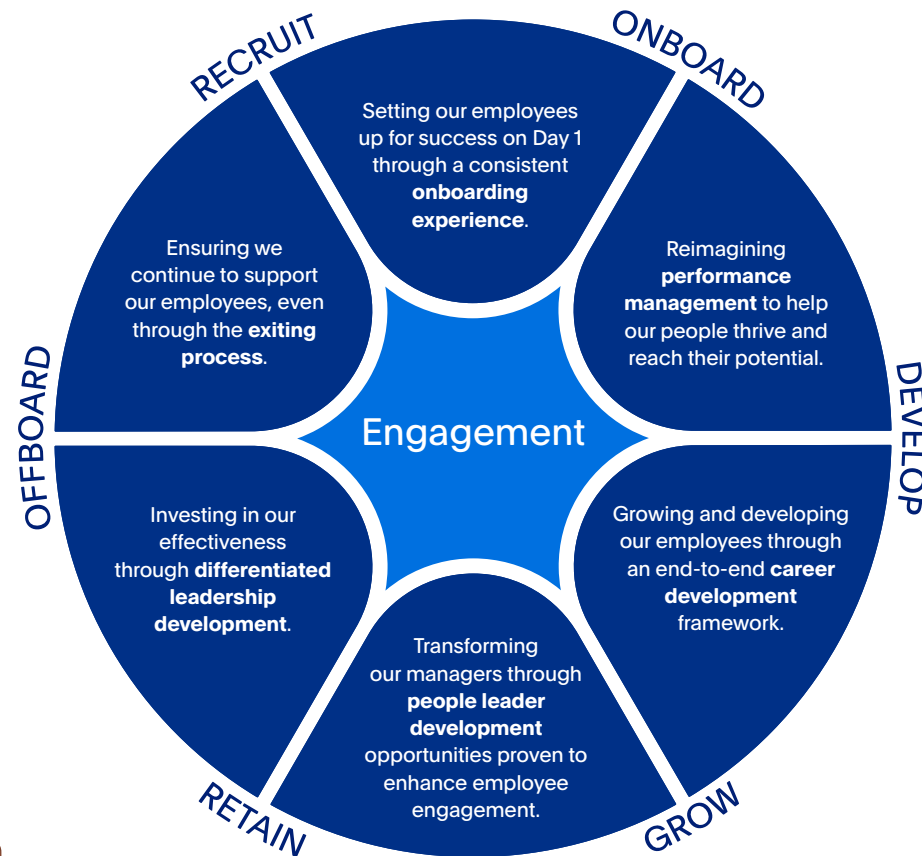 RECRUIT
ONBOARD
Setting our employees
up for success on Day 1
through a consistent
onboarding
experience.
Reimagining
performance
management to help
our people thrive and
reach their potential.
DEVELOP
Growing and developing
our employees through
an end-to-end career
development
framework.
GROW
Transforming
our managers through
people leader
development
opportunities proven to
enhance employee
engagement.
RETAIN
Investing in our
effectiveness
through differentiated
leadership
development.
OFFBOARD
Ensuring we
continue to support
our employees, even
through the exiting
process.
Engagement